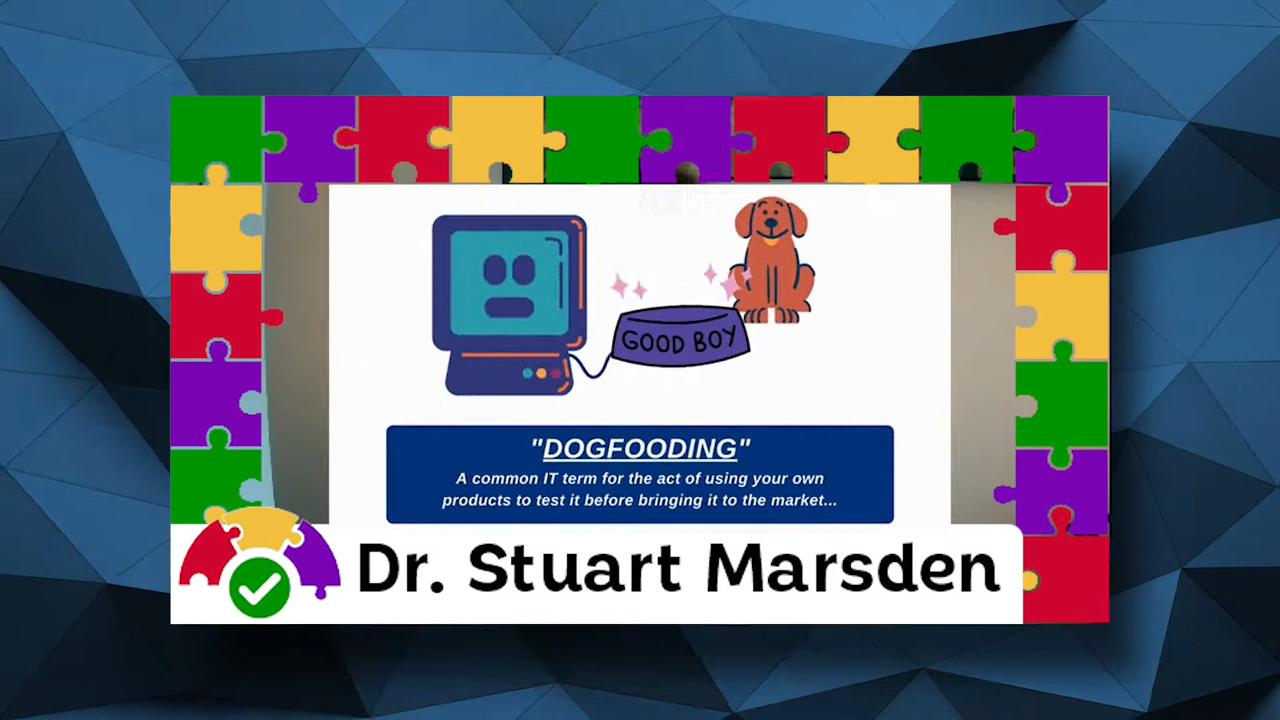 GOOD BOY
"DOGFOODING"
A common IT term for the act of using your own
products to test it before bringing it to the market...
Dr. Stuart Marsden